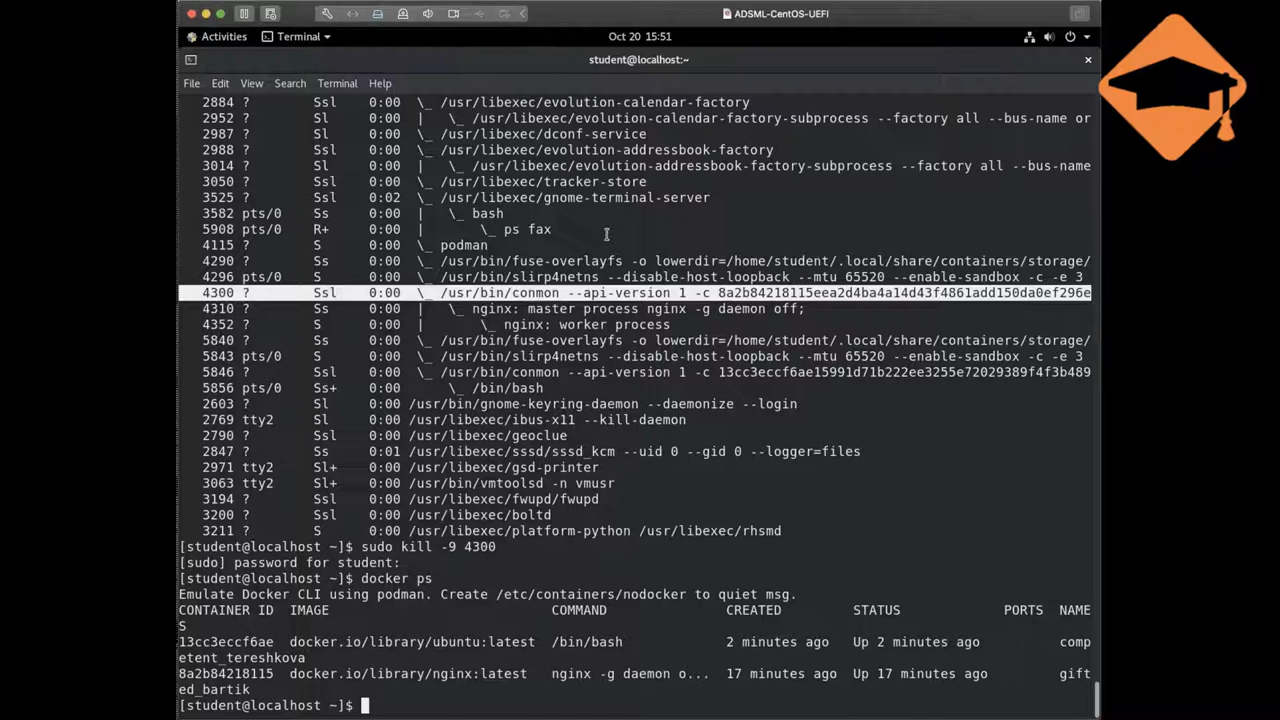 ADSML-CentOS-UEFI
Activities Terminal Oct 20 15:51
student@localhost:~
File Edit View Search Terminal Help
2884 ? Ssl 0:00 \_ /usr/libexec/evolution-calendar-factory
2952 ? Sl 0:00 | \_ /usr/libexec/evolution-calendar-factory-subprocess --factory all --bus-name or
2987 ? Sl 0:00 \_ /usr/libexec/dconf-service
2988 ? Ssl 0:00 \_ /usr/libexec/evolution-addressbook-factory
3014 ? Sl 0:00 | \_ /usr/libexec/evolution-addressbook-factory-subprocess --factory all --bus-name
3050 ? Ssl 0:00 \_ /usr/libexec/tracker-store
3525 ? Ssl 0:02 \_ /usr/libexec/gnome-terminal-server
3582 pts/0 Ss 0:00 | \_ bash
5908 pts/0 R+ 0:00 | \_ ps fax
4115 ? S 0:00 \_ podman
4290 ? Ss 0:00 \_ /usr/bin/fuse-overlayfs -o lowerdir=/home/student/.local/share/containers/storage/
4296 pts/0 S 0:00 \_ /usr/bin/slirp4netns --disable-host-loopback --mtu 65520 --enable-sandbox -c -e 3
4300 ? Ssl 0:00 \_ /usr/bin/conmon --api-version 1 -c 8a2b84218115eea2d4ba4a14d43f4861add150da0ef296e
4310 ? Ss 0:00 | \_ nginx: master process nginx -g daemon off;
4352 ? S 0:00 | \_ nginx: worker process
5840 ? Ss 0:00 \_ /usr/bin/fuse-overlayfs -o lowerdir=/home/student/.local/share/containers/storage/
5843 pts/0 S 0:00 \_ /usr/bin/slirp4netns --disable-host-loopback --mtu 65520 --enable-sandbox -c -e 3
5846 ? Ssl 0:00 \_ /usr/bin/conmon --api-version 1 -c 13cc3eccf6ae15991d71b222ee3255e72029389f4f3b489
5856 pts/0 Ss+ 0:00 \_ /bin/bash
2603 ? Sl 0:00 /usr/bin/gnome-keyring-daemon --daemonize --login
2769 tty2 Sl 0:00 /usr/libexec/ibus-x11 --kill-daemon
2790 ? Ssl 0:00 /usr/libexec/geoclue
2847 ? Ss 0:01 /usr/libexec/sssd/sssd_kcm --uid 0 --gid 0 --logger=files
2971 tty2 Sl+ 0:00 /usr/libexec/gsd-printer
3063 tty2 Sl+ 0:00 /usr/bin/vmtoolsd -n vmusr
3194 ? Ssl 0:00 /usr/libexec/fwupd/fwupd
3200 ? Ssl 0:00 /usr/libexec/boltd
3211 ? S 0:00 /usr/libexec/platform-python /usr/libexec/rhsmd
[student@localhost ~]$ sudo kill -9 4300
[sudo] password for student:
[student@localhost ~]$ docker ps
Emulate Docker CLI using podman. Create /etc/containers/nodocker to quiet msg.
CONTAINER ID IMAGE COMMAND CREATED STATUS PORTS NAME
S
13cc3eccf6ae docker.io/library/ubuntu:latest /bin/bash 2 minutes ago Up 2 minutes ago comp
etent_tereshkova
8a2b84218115 docker.io/library/nginx:latest nginx -g daemon o... 17 minutes ago Up 17 minutes ago gift
ed_bartik
[student@localhost ~]$